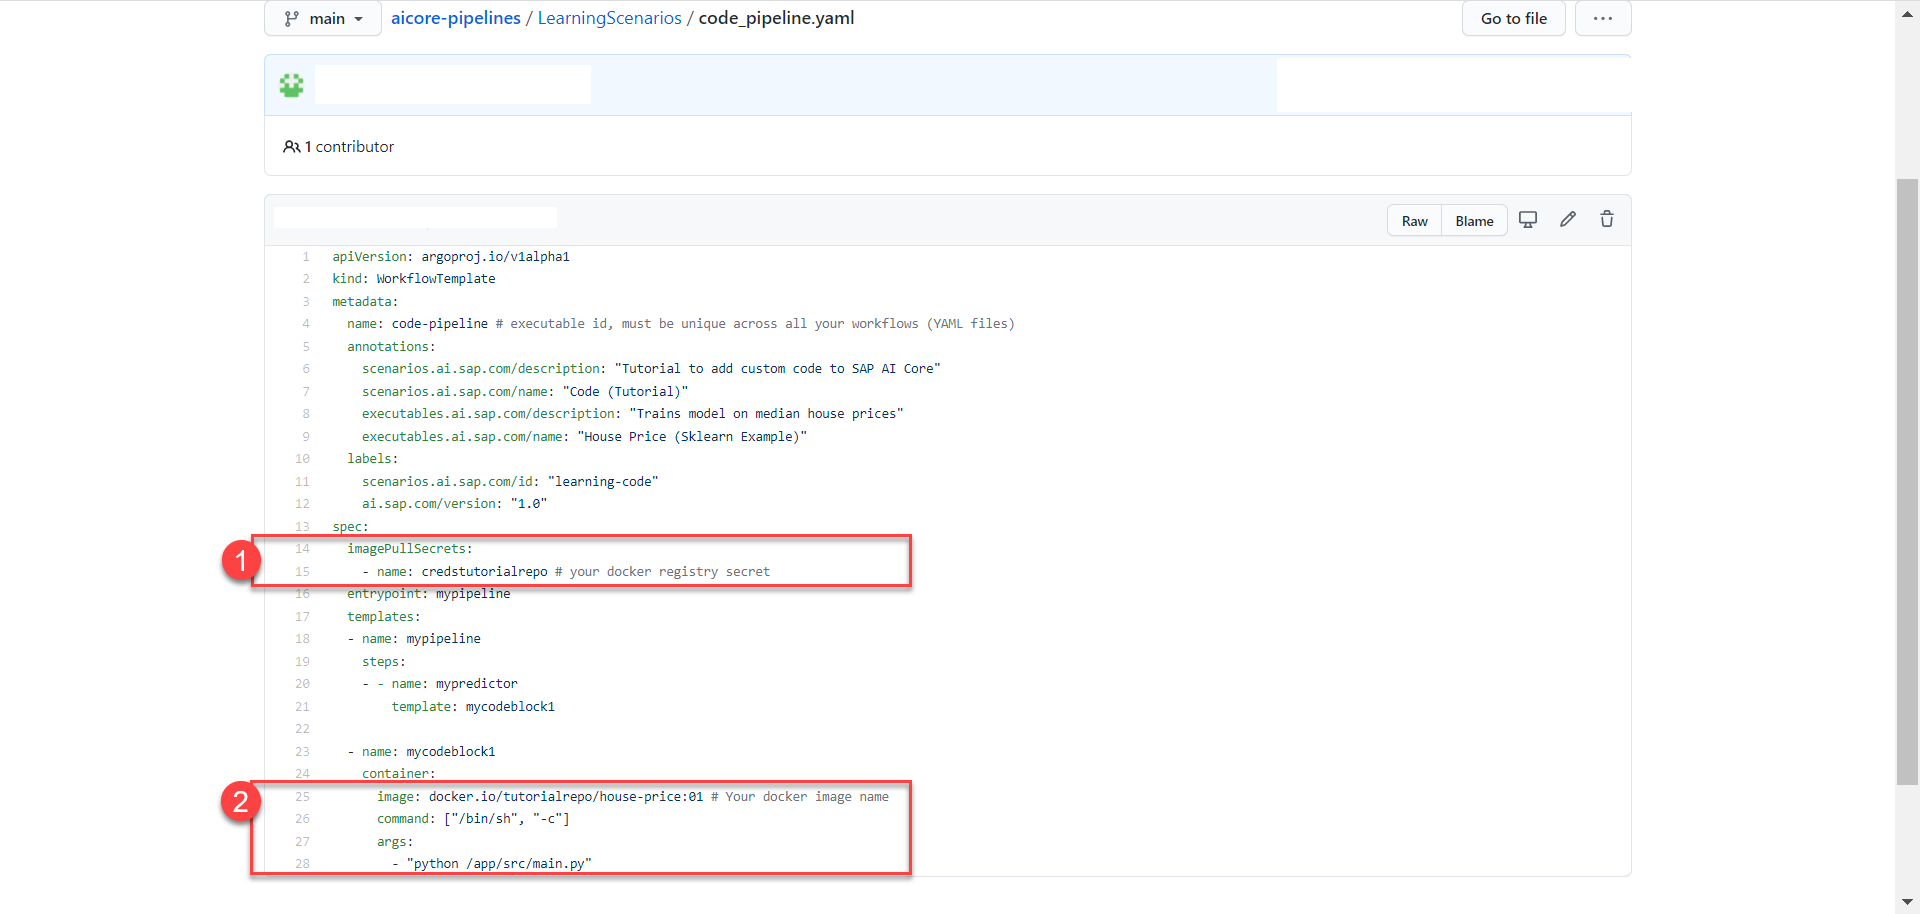 main
aicore-pipelines / LearningScenarios / code_pipeline.yaml
Go to file
...
1 contributor
Raw
Blame
1 apiVersion: argoproj.io/v1alpha1
2 kind: WorkflowTemplate
3 metadata:
4 name: code-pipeline # executable id, must be unique across all your workflows (YAML files)
5 annotations:
6 scenarios.ai.sap.com/description: "Tutorial to add custom code to SAP AI Core"
7 scenarios.ai.sap.com/name: "Code (Tutorial)"
8 executables.ai.sap.com/description: "Trains model on median house prices"
9 executables.ai.sap.com/name: "House Price (Sklearn Example)"
10 labels:
11 scenarios.ai.sap.com/id: "learning-code"
12 ai.sap.com/version: "1.0"
13 spec:
1
14 imagePullSecrets:
15 - name: credstutorialrepo # your docker registry secret
16 entrypoint: mypipeline
17 templates:
18 - name: mypipeline
19 steps:
20 - - name: mypredictor
21 template: mycodeblock1
22
23 - name: mycodeblock1
24 container:
2
25 image: docker.io/tutorialrepo/house-price:01 # Your docker image name
26 command: ["/bin/sh", "-c"]
27 args:
28 - "python /app/src/main.py"